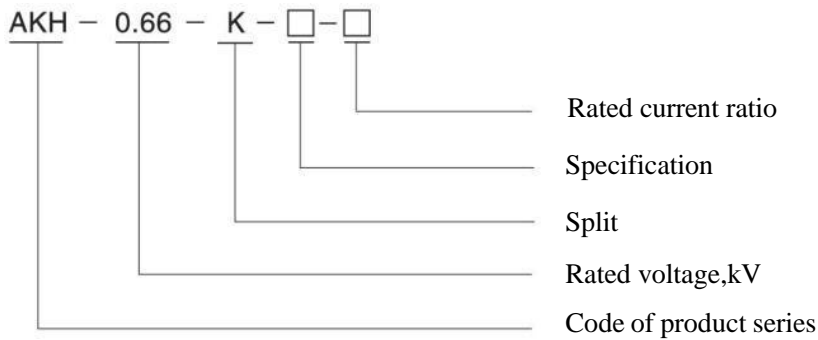 AKH - 0.66 - K - □ - □
Rated current ratio
Specification
Split
Rated voltage,kV
Code of product series